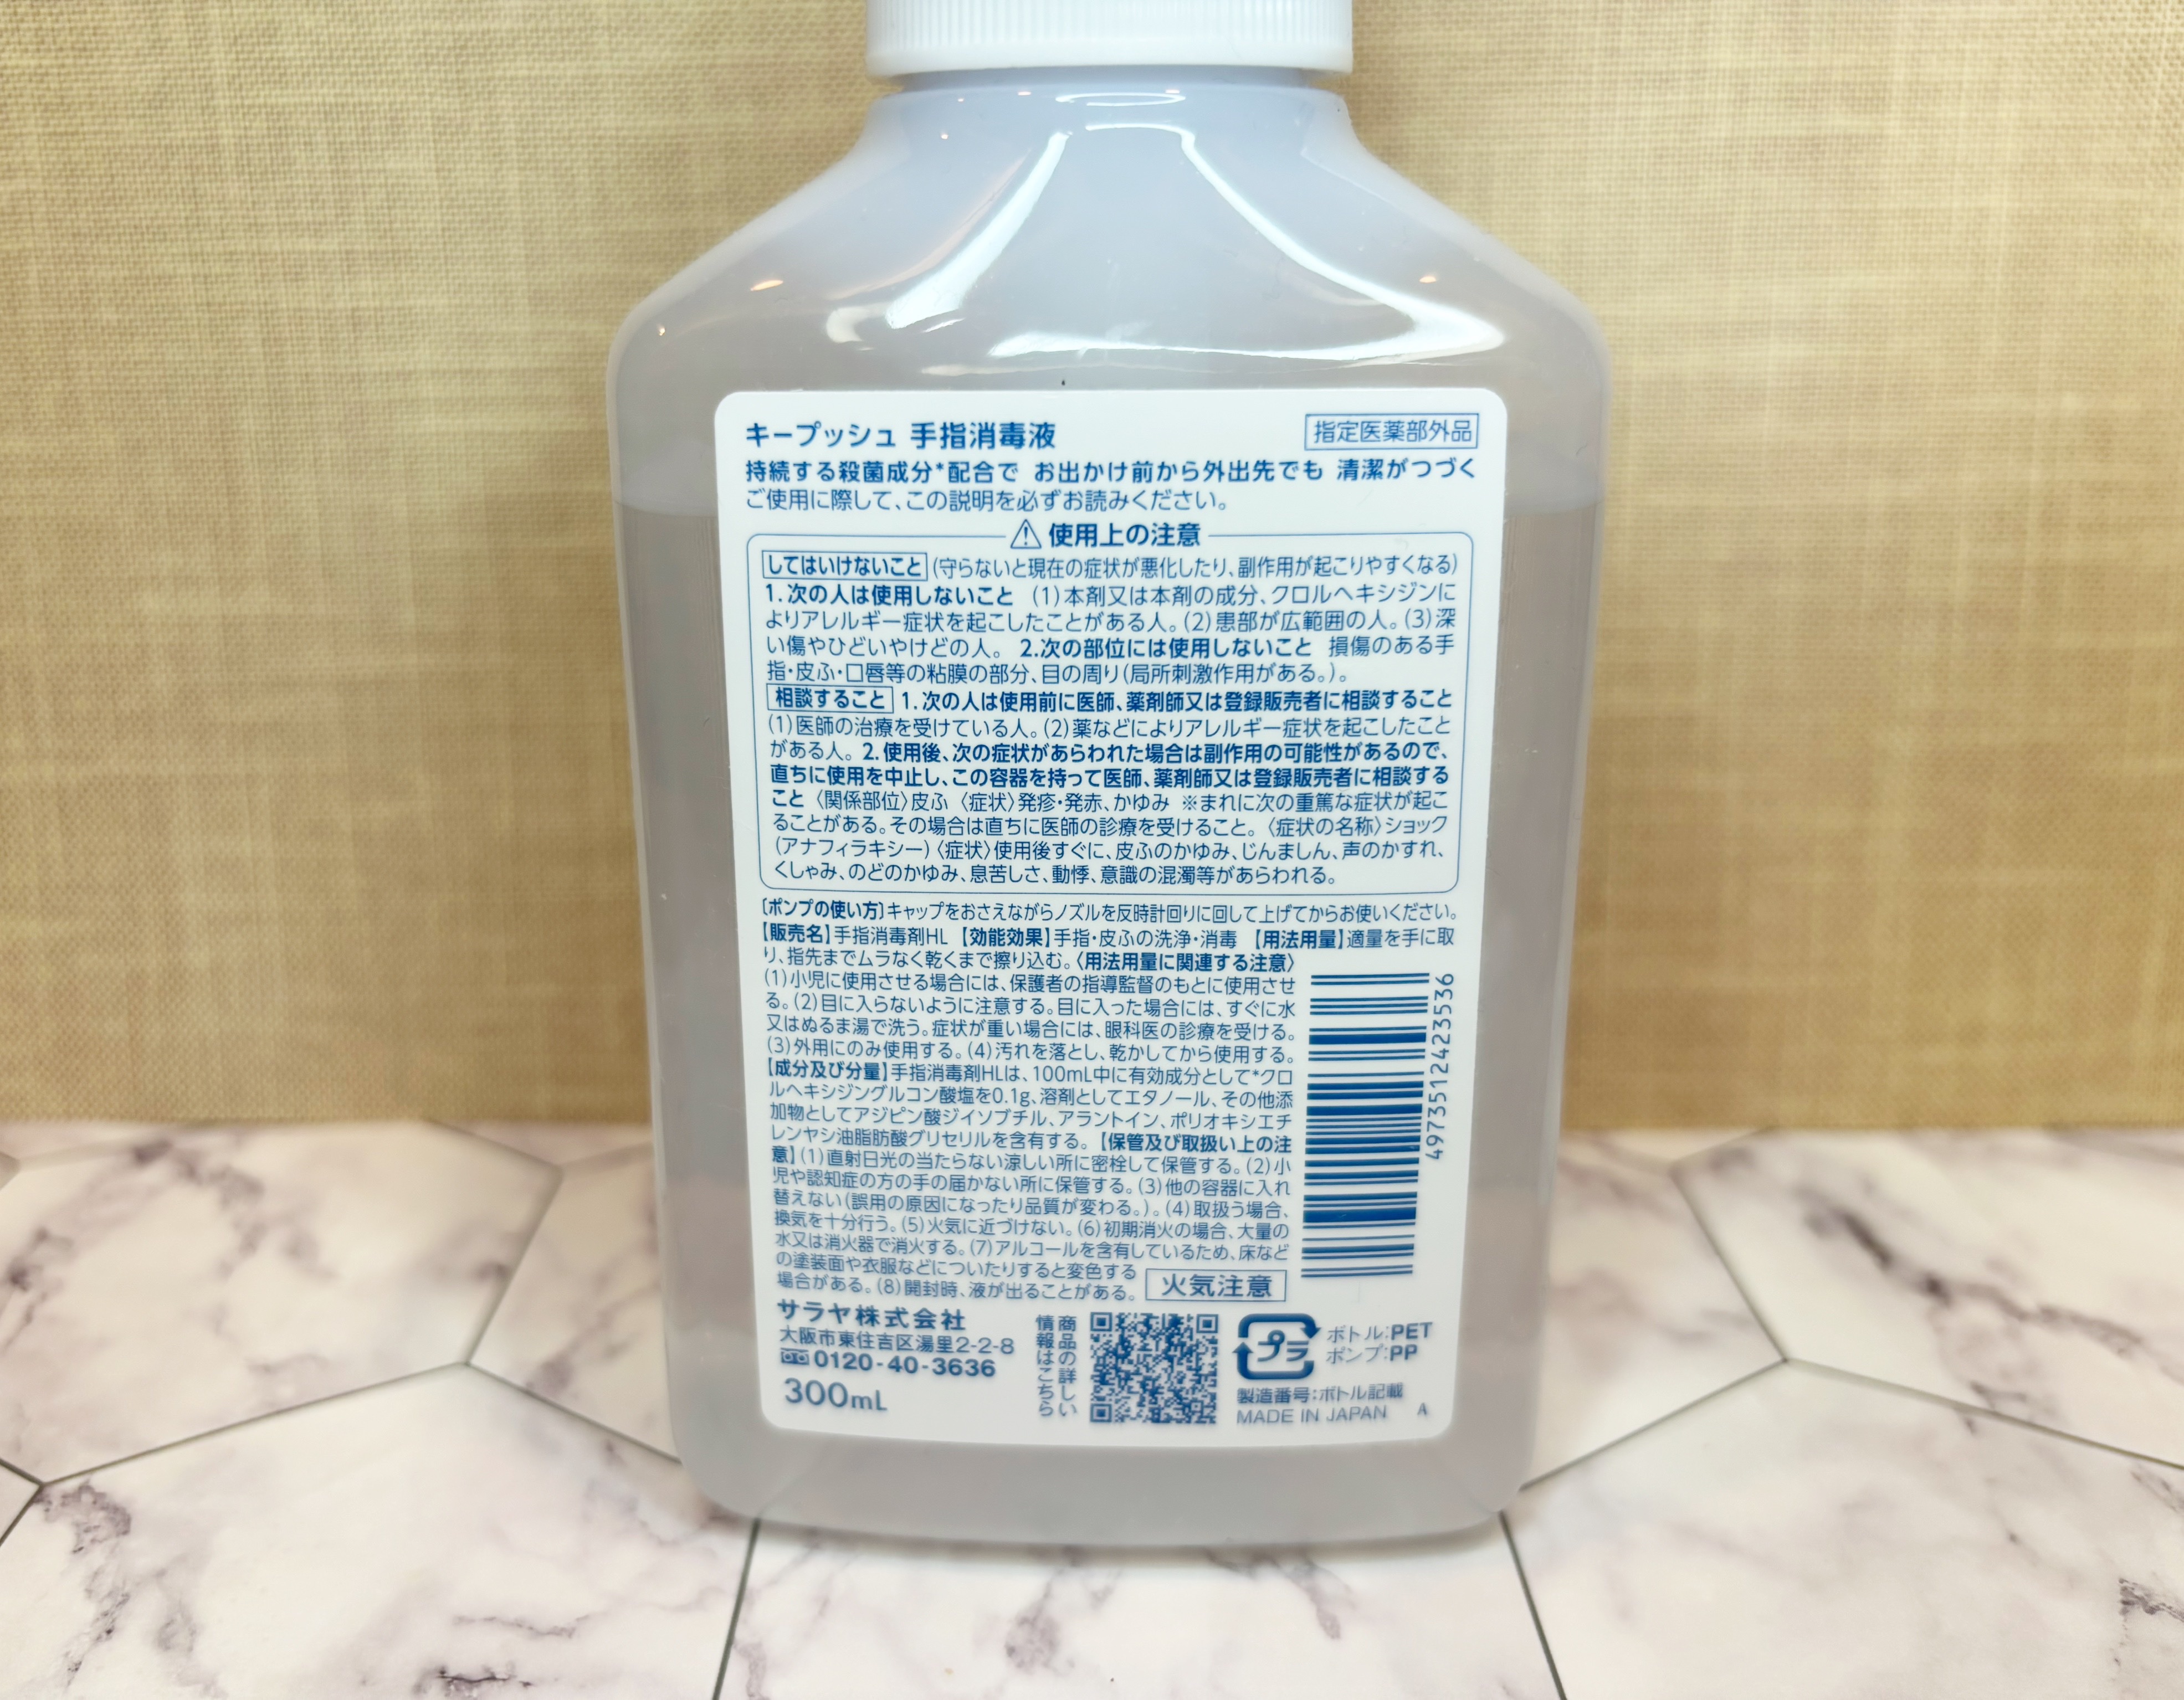 キープッシュ 手指消毒液
指定医薬部外品
持続する殺菌成分*配合で お出かけ前から外出先でも 清潔がつづく
ご使用に際して、この説明を必ずお読みください。
⚠ 使用上の注意
してはいけないこと (守らないと現在の症状が悪化したり、副作用が起こりやすくなる)
1.次の人は使用しないこと (1)本剤又は本剤の成分、クロルヘキシジンに
よりアレルギー症状を起こしたことがある人。(2)患部が広範囲の人。(3)深
い傷やひどいやけどの人。 2.次の部位には使用しないこと 損傷のある手
指・皮ふ・口唇等の粘膜の部分、目の周り(局所刺激作用がある。)。
相談すること 1.次の人は使用前に医師、薬剤師又は登録販売者に相談すること
(1)医師の治療を受けている人。(2)薬などによりアレルギー症状を起こしたこと
がある人。2.使用後、次の症状があらわれた場合は副作用の可能性があるので、
直ちに使用を中止し、この容器を持って医師、薬剤師又は登録販売者に相談する
こと 〈関係部位〉皮ふ 〈症状〉発疹・発赤、かゆみ ※まれに次の重篤な症状が起こ
ることがある。その場合は直ちに医師の診療を受けること。〈症状の名称〉ショック
(アナフィラキシー)〈症状〉使用後すぐに、皮ふのかゆみ、じんましん、声のかすれ、
くしゃみ、のどのかゆみ、息苦しさ、動悸、意識の混濁等があらわれる。
〔ポンプの使い方〕キャップをおさえながらノズルを反時計回りに回して上げてからお使いください。
【販売名】手指消毒剤HL 【効能効果】手指・皮ふの洗浄・消毒 【用法用量】適量を手に取
り、指先までムラなく乾くまで擦り込む。〈用法用量に関連する注意〉
(1)小児に使用させる場合には、保護者の指導監督のもとに使用させ
る。(2)目に入らないように注意する。目に入った場合には、すぐに水
又はぬるま湯で洗う。症状が重い場合には、眼科医の診療を受ける。
(3)外用にのみ使用する。(4)汚れを落とし、乾かしてから使用する。
【成分及び分量】手指消毒剤HLは、100mL中に有効成分として*クロ
ルヘキシジングルコン酸塩を0.1g、溶剤としてエタノール、その他添
加物としてアジピン酸ジイソブチル、アラントイン、ポリオキシエチ
レンヤシ油脂肪酸グリセリルを含有する。【保管及び取扱い上の注
意】(1)直射日光の当たらない涼しい所に密栓して保管する。(2)小
児や認知症の方の手の届かない所に保管する。(3)他の容器に入れ
替えない(誤用の原因になったり品質が変わる。)。(4)取扱う場合、
換気を十分行う。(5)火気に近づけない。(6)初期消火の場合、大量の
水又は消火器で消火する。(7)アルコールを含有しているため、床など
の塗装面や衣服などについたりすると変色する
場合がある。(8)開封時、液が出ることがある。
火気注意
4973512423536
サラヤ株式会社
大阪市東住吉区湯里2-2-8
0120-40-3636
300mL
商品の詳しい
情報はこちら
プラ
ボトル:PET
ポンプ:PP
製造番号:ボトル記載
MADE IN JAPAN A